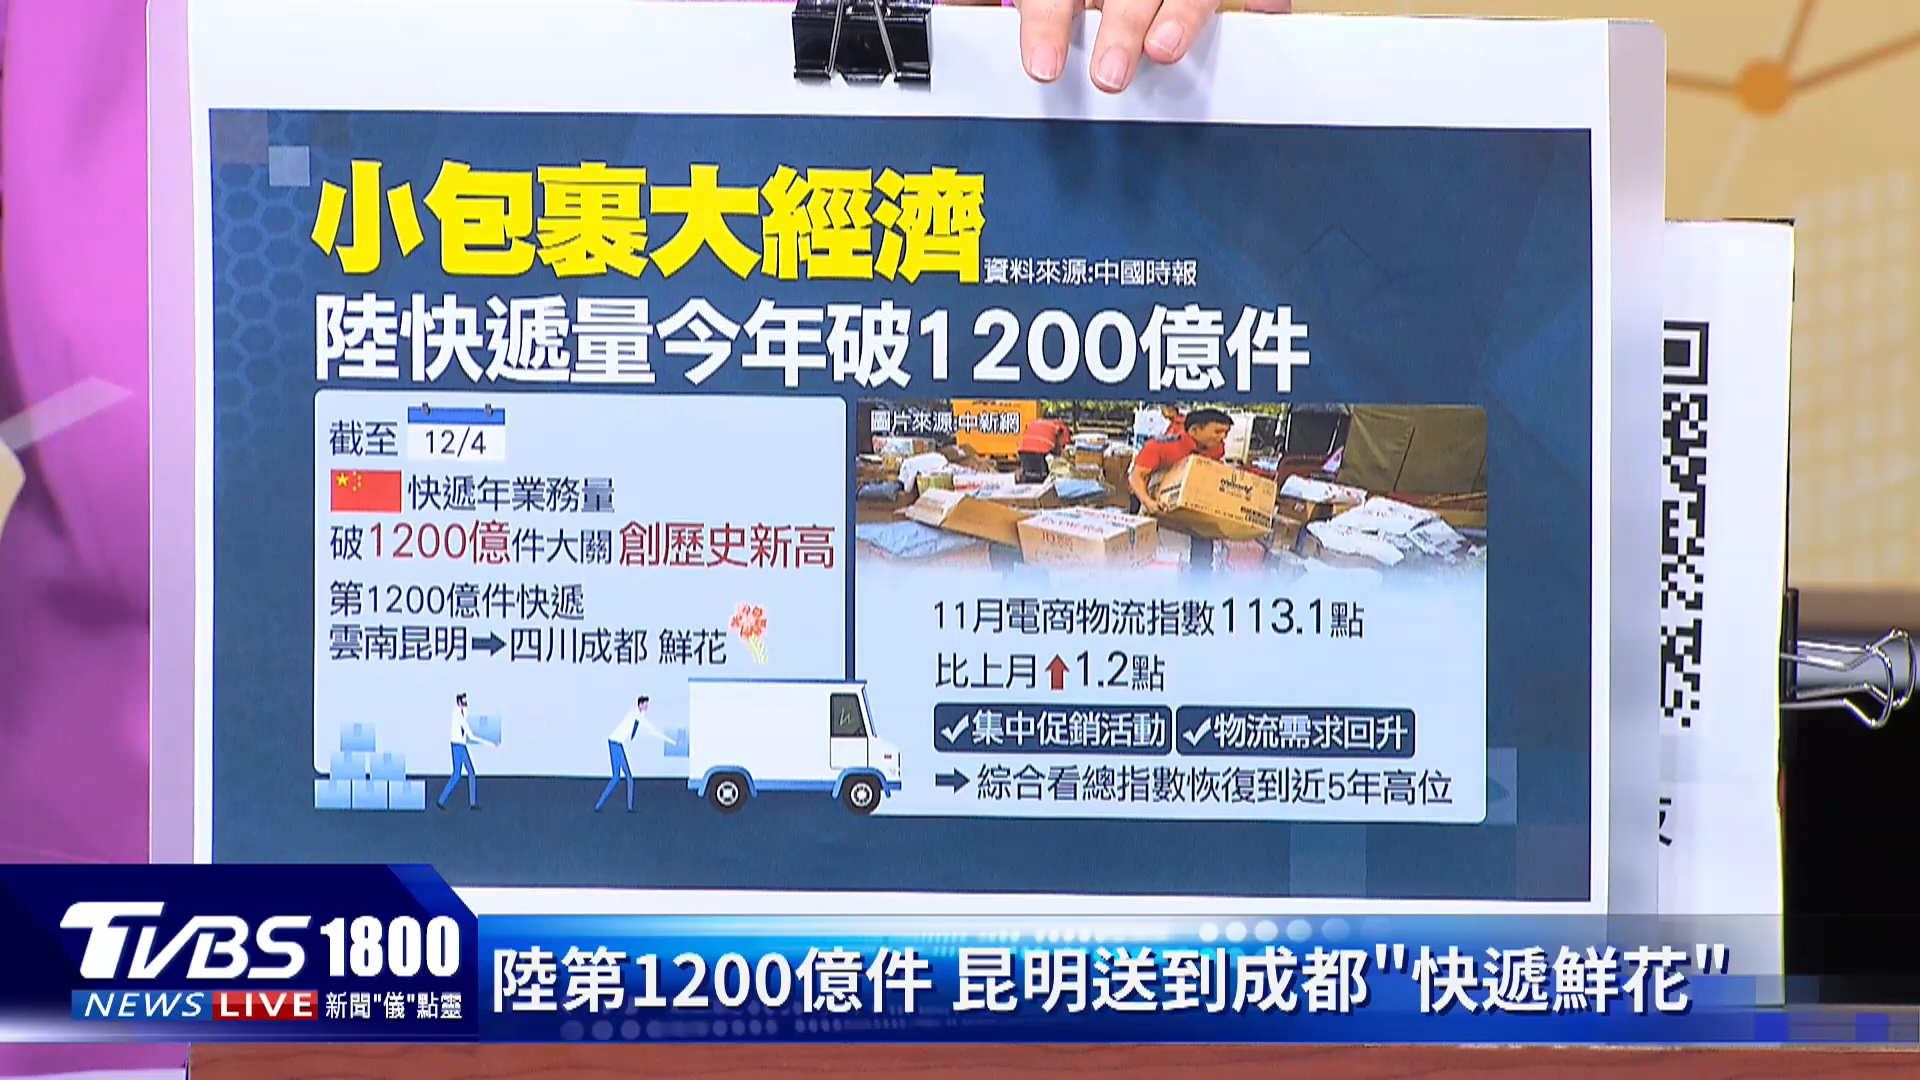 小包裹大經濟
資料來源:中國時報
陸快遞量今年破1200億件
截至 12/4
快遞年業務量
破1200億件大關 創歷史新高
第1200億件快遞
雲南昆明➡四川成都 鮮花
圖片來源:中新網
11月電商物流指數113.1點
比上月⬆1.2點
✓集中促銷活動 ✓物流需求回升
➡綜合看總指數恢復到近5年高位
TVBS 1800
NEWS LIVE 新聞"儀"點靈
陸第1200億件 昆明送到成都"快遞鮮花"